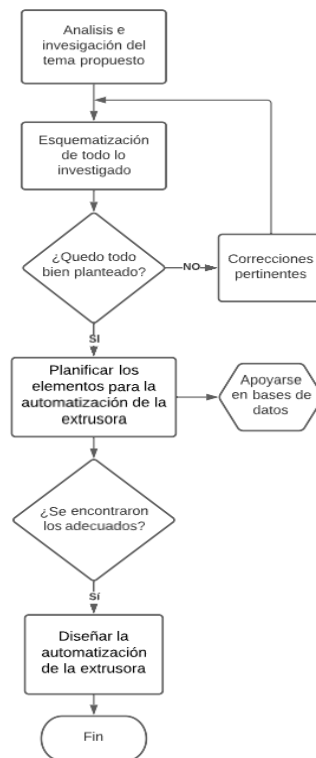 Analisis e
invesigación del
tema propuesto
Esquematización
de todo lo
investigado
¿Quedo todo
bien planteado?
NO
Correcciones
pertinentes
SI
Planificar los
elementos para la
automatización de la
extrusora
Apoyarse
en bases de
datos
¿Se encontraron
los adecuados?
Sí
Diseñar la
automatización
de la extrusora
Fin